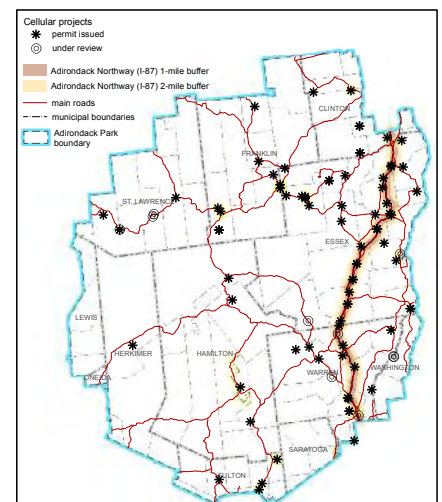 Cellular projects
permit issued
under review
Adirondack Northway (I-87) 1-mile buffer
Adirondack Northway (I-87) 2-mile buffer
main roads
municipal boundaries
Adirondack Park
boundary
CLINTON
FRANKLIN
ST. LAWRENCE
ESSEX
LEWIS
HERKIMER
HAMILTON
ONEIDA
WARREN
WASHINGTON
SARATOGA
FULTON